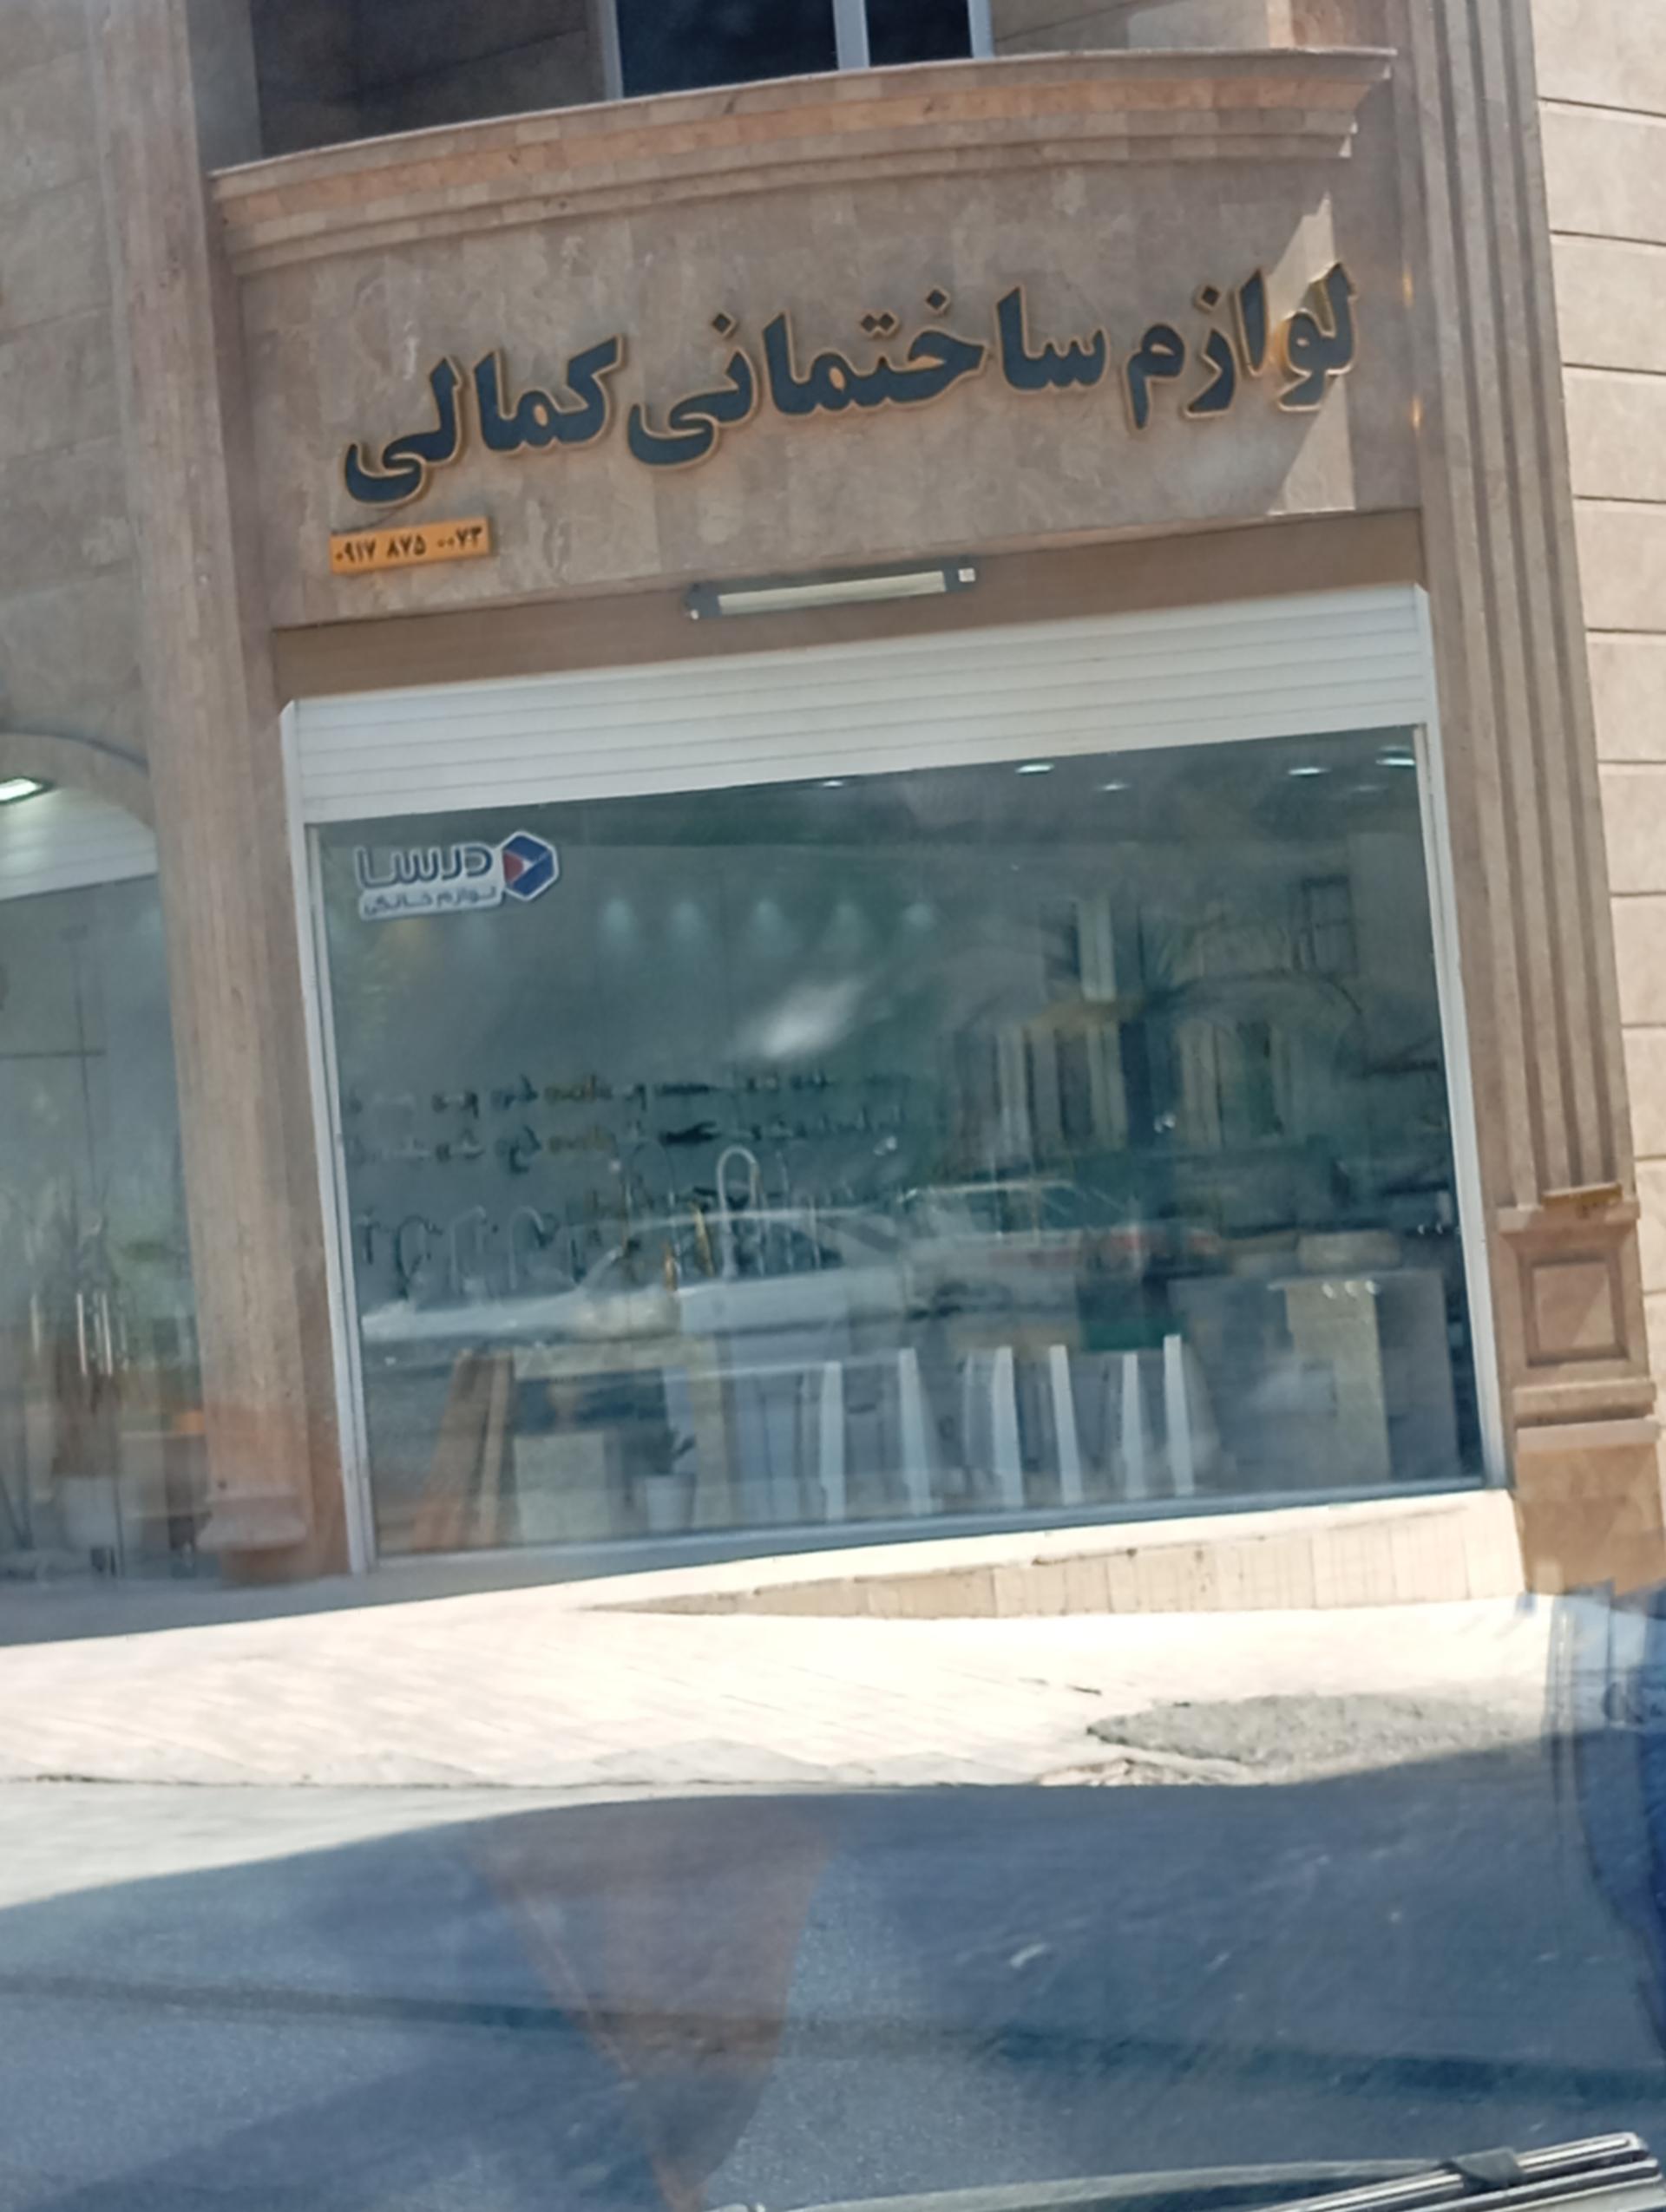 لوازم ساختمانی کمالی
۰۹۱۷ ۸۷۵ ۰۰۷۳
درسا
لوازم خانگی